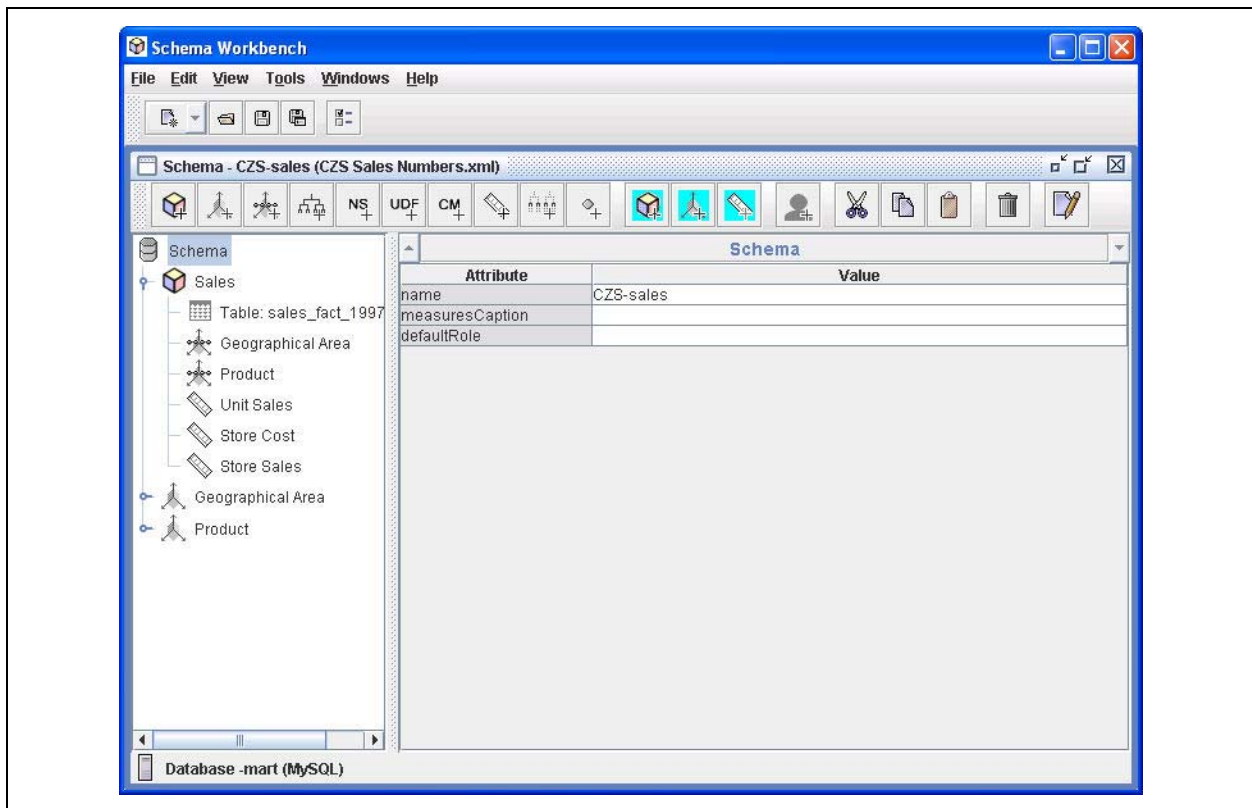 Schema Workbench
File Edit View Tools Windows Help
Schema - CZS-sales (CZS Sales Numbers.xml)
NS UDF CM
Schema
Sales
Table: sales_fact_1997
Geographical Area
Product
Unit Sales
Store Cost
Store Sales
Geographical Area
Product
Schema
Attribute Value
name CZS-sales
measuresCaption
defaultRole
Database -mart (MySQL)